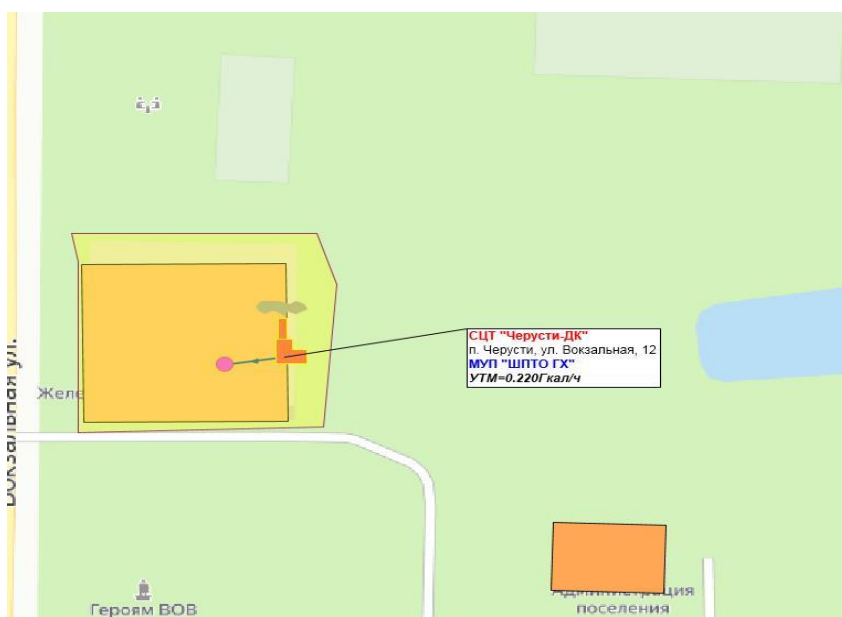 СЦТ "Черусти-ДК"
п. Черусти, ул. Вокзальная, 12
МУП "ШПТО ГХ"
УТМ=0.220Гкал/ч
Вокзальная ул.
Желе
Героям ВОВ
Администрация
поселения